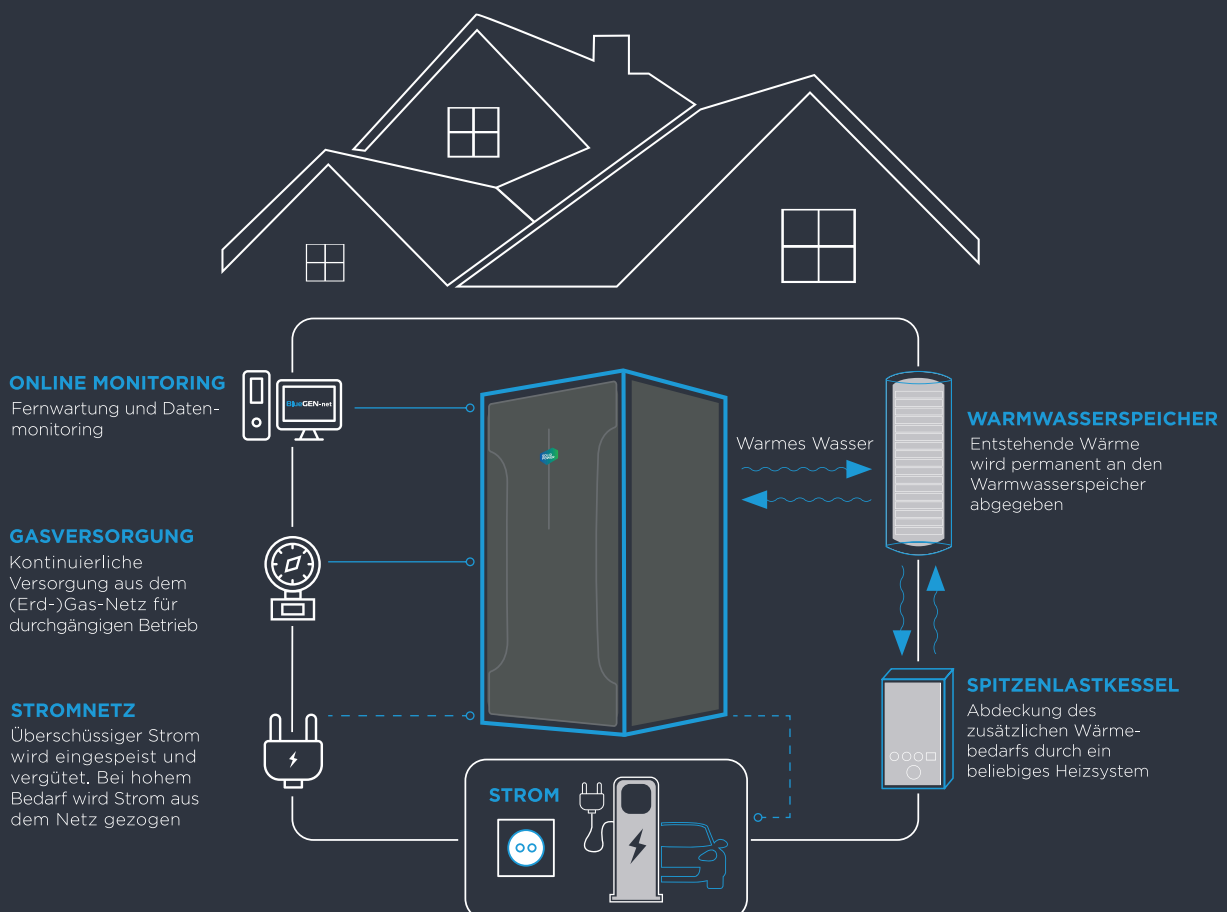 ONLINE MONITORING
Fernwartung und Daten-
monitoring
BlueGEN-net
GASVERSORGUNG
Kontinuierliche
Versorgung aus dem
(Erd-)Gas-Netz für
durchgängigen Betrieb
STROMNETZ
Überschüssiger Strom
wird eingespeist und
vergütet. Bei hohem
Bedarf wird Strom aus
dem Netz gezogen
Warmes Wasser
STROM
WARMWASSERSPEICHER
Entstehende Wärme
wird permanent an den
Warmwasserspeicher
abgegeben
SPITZENLASTKESSEL
Abdeckung des
zusätzlichen Wärme-
bedarfs durch ein
beliebiges Heizsystem